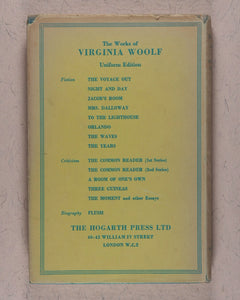 The Works of
VIRGINIA WOOLF
Uniform Edition
Fiction THE VOYAGE OUT
NIGHT AND DAY
JACOB'S ROOM
MRS. DALLOWAY
TO THE LIGHTHOUSE
ORLANDO
THE WAVES
THE YEARS
Criticism THE COMMON READER (1st Series)
THE COMMON READER (2nd Series)
A ROOM OF ONE'S OWN
THREE GUINEAS
THE MOMENT and other Essays
Biography FLUSH
THE HOGARTH PRESS LTD
40-42 WILLIAM IV STREET
LONDON W.C.2